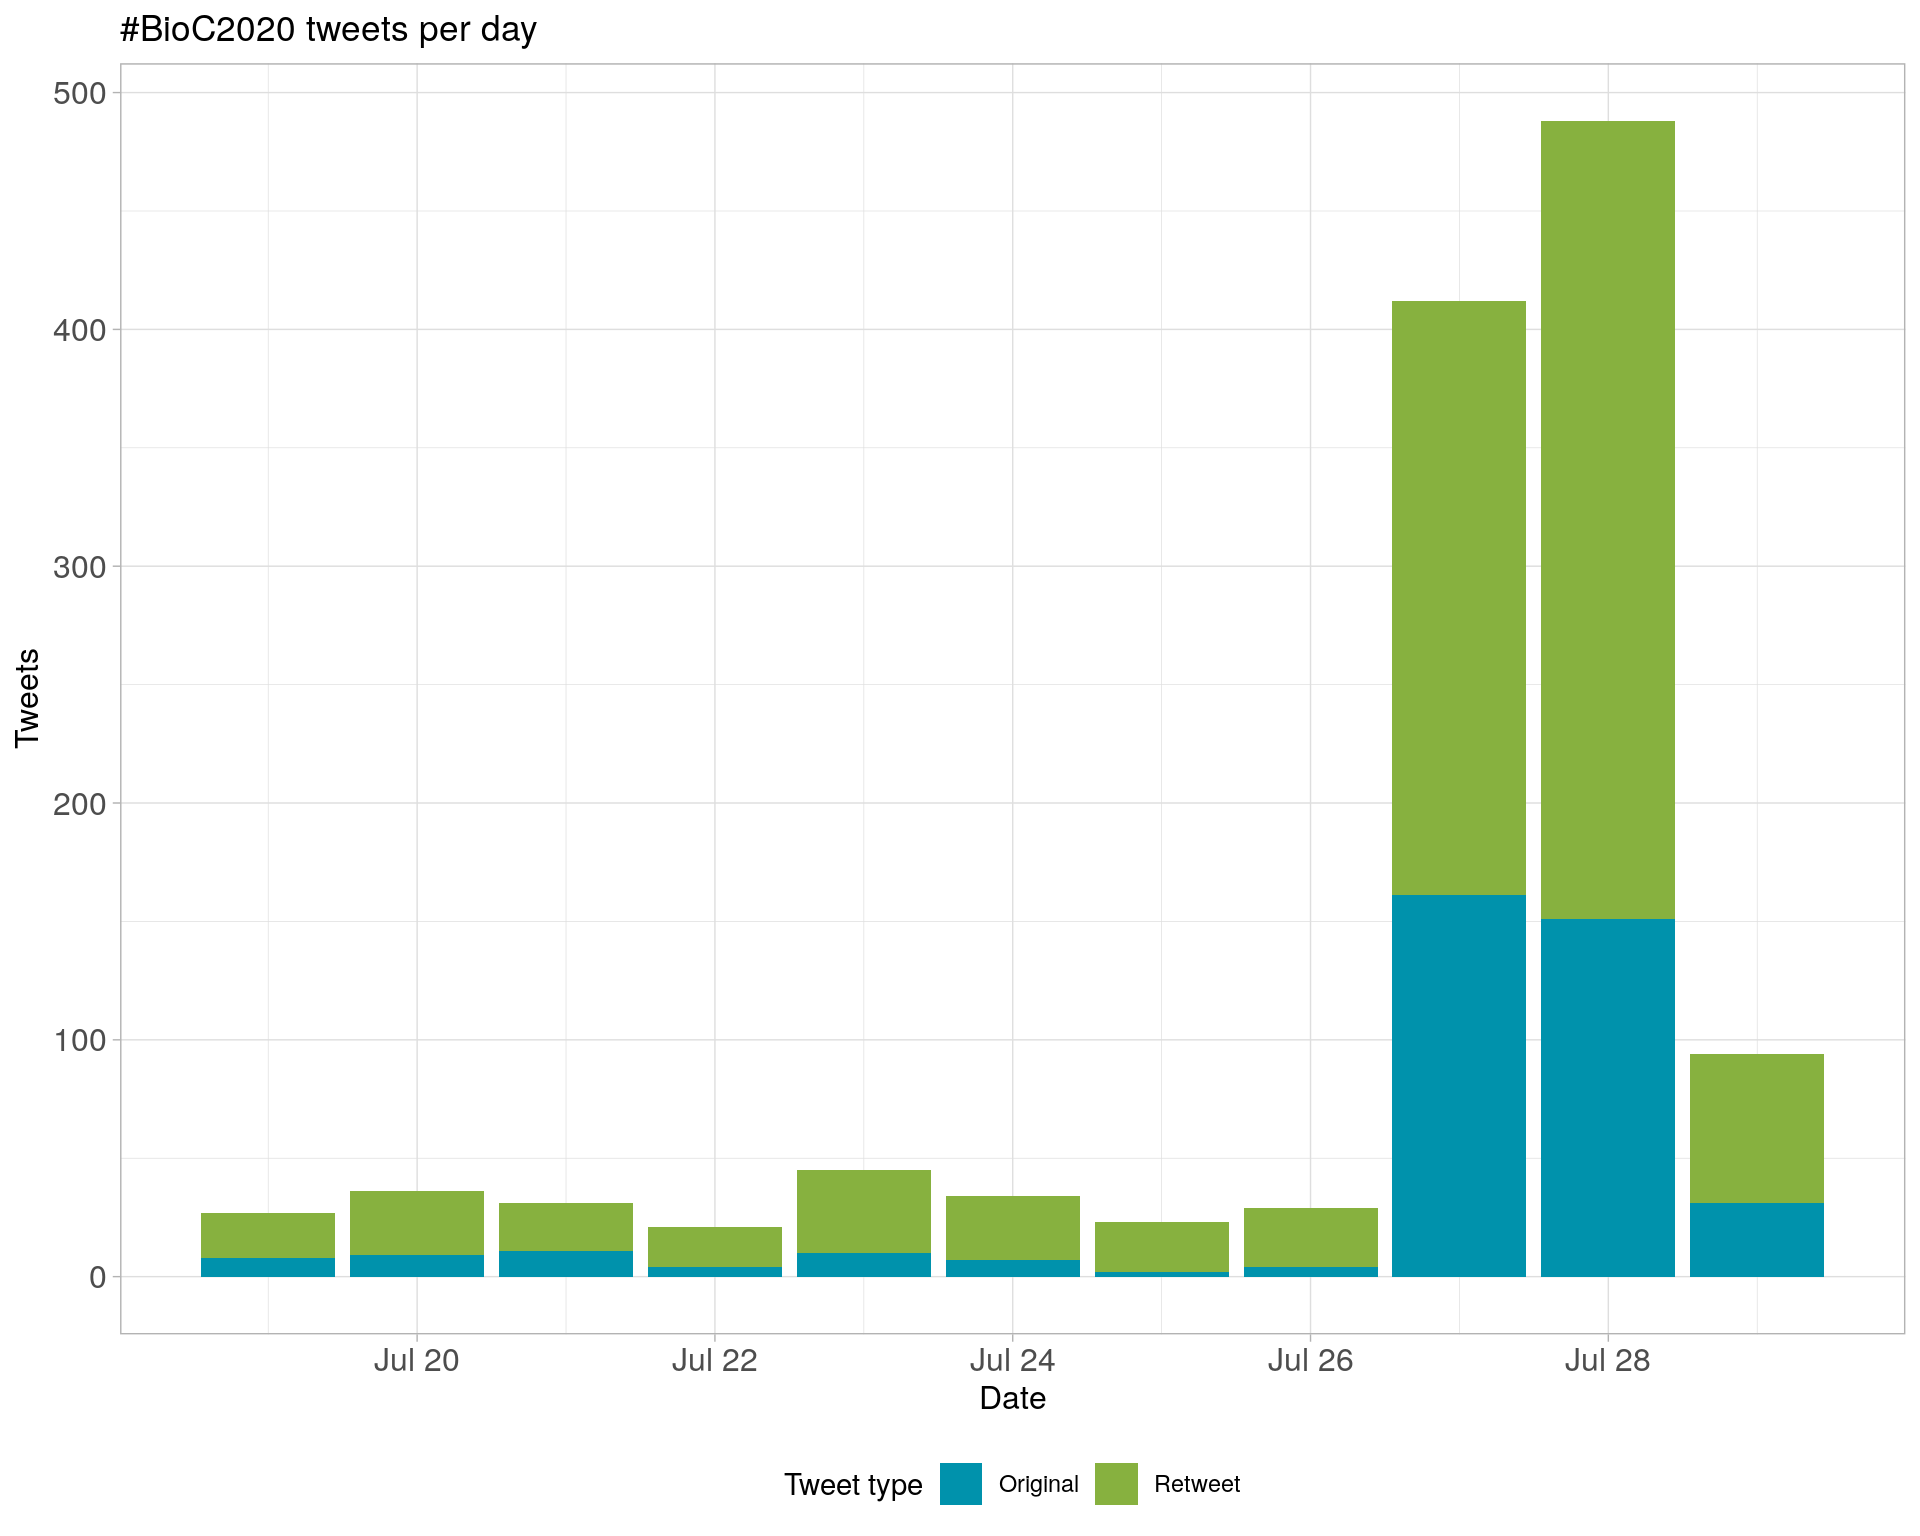 #BioC2020 tweets per day
500
400
300
200
100
0
Tweets
Jul 20 Jul 22 Jul 24 Jul 26 Jul 28
Date
Tweet type Original Retweet